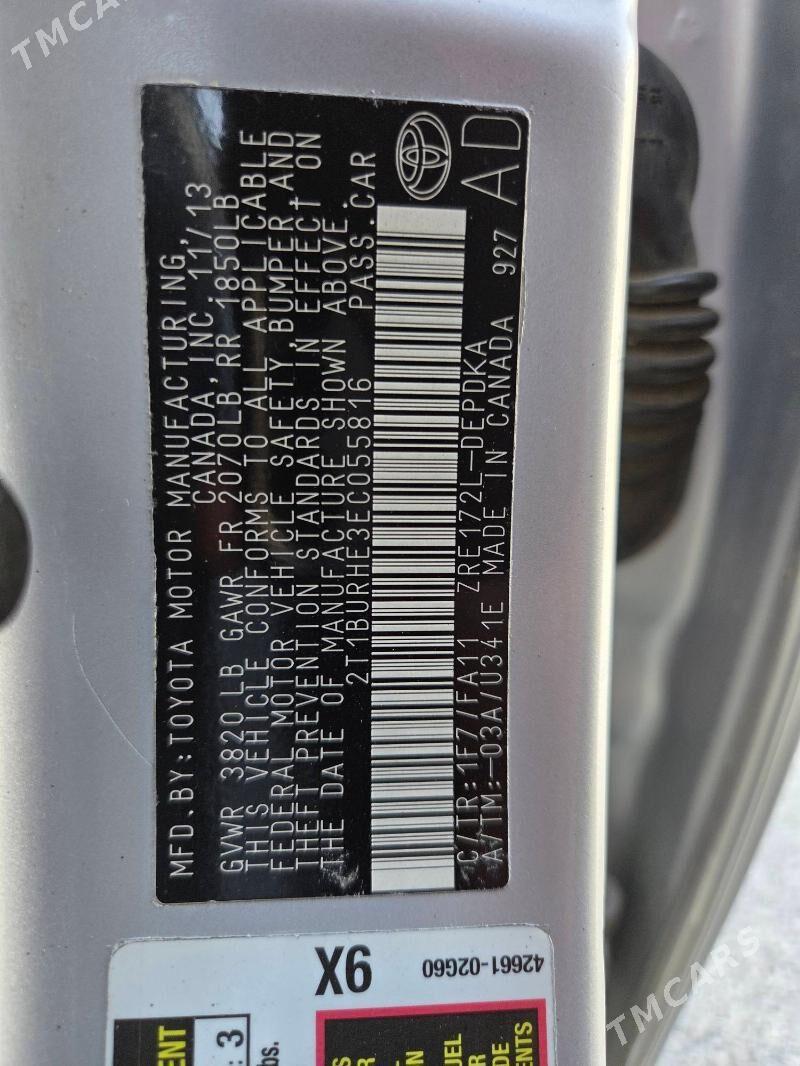 TMCARS
MFD.BY:TOYOTA MOTOR MANUFACTURING,
CANADA, INC. 11/13
GVWR 3820 LB GAWR FR 2070LB, RR 1850LB
THIS VEHICLE CONFORMS TO ALL APPLICABLE
FEDERAL MOTOR VEHICLE SAFETY, BUMPER, AND
THEFT PREVENTION STANDARDS IN EFFECT ON
THE DATE OF MANUFACTURE SHOWN ABOVE.
2T1BURHE3EC055816 PASS.CAR
C/TR:1F7/FA11 ZRE172L-DEPDKA
A/TM:-03A/U341E MADE IN CANADA 927
AD
9X
42661-02G60
: 3
TMCARS